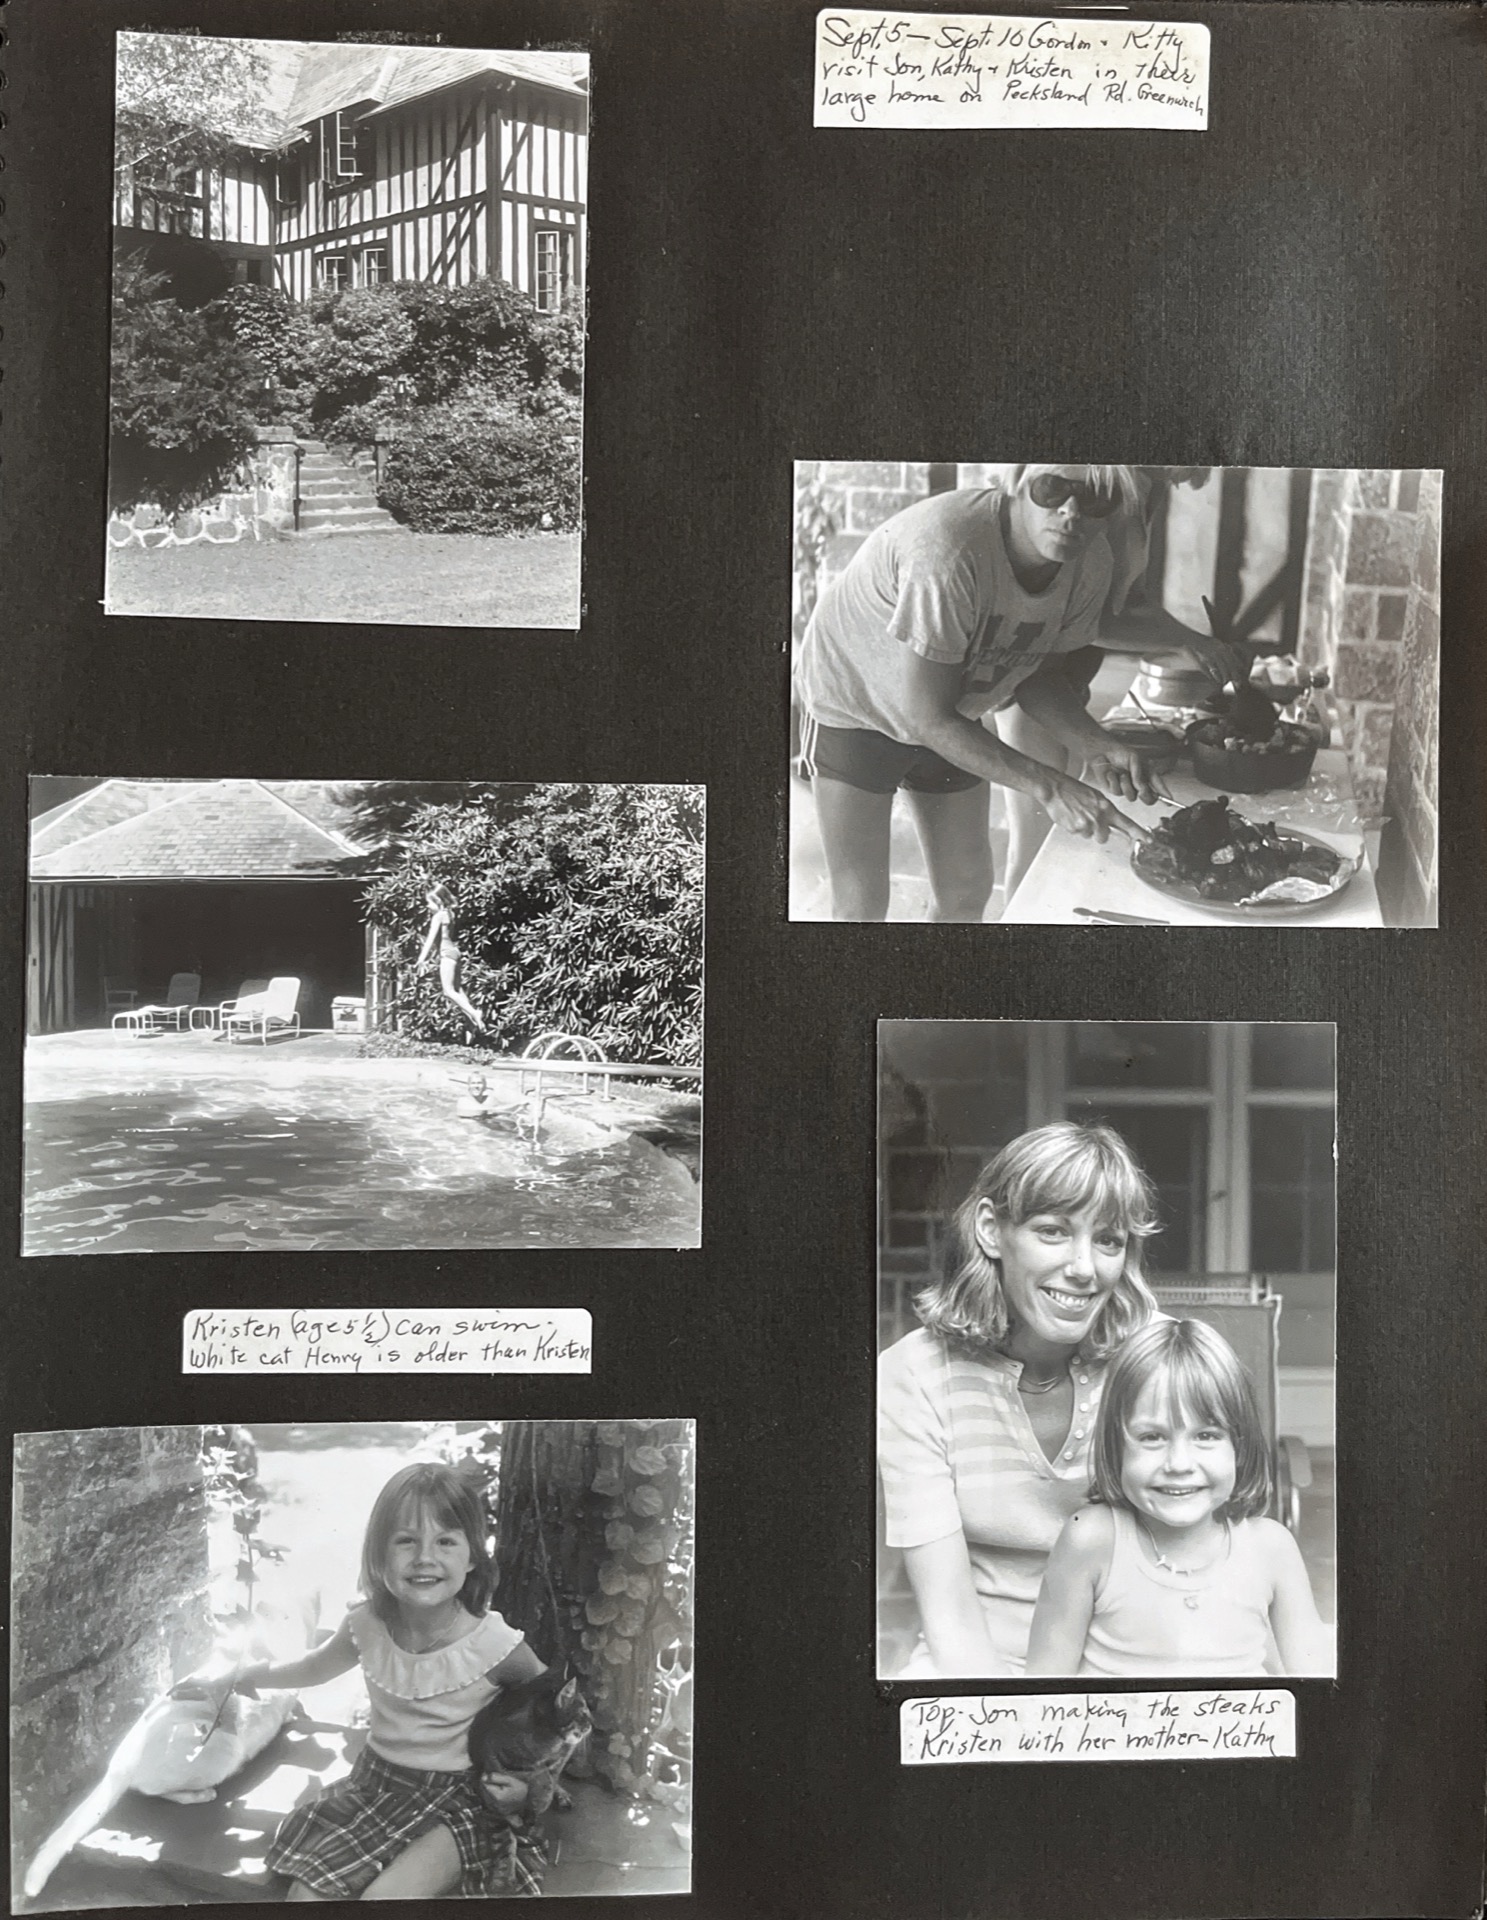 Sept. 5 – Sept. 10 Gordon + Kitty
visit Jon, Kathy + Kristen in their
large home on Pecksland Rd. Greenwich
Kristen (age 5 1/2) can swim.
White cat Henry is older than Kristen
Top - Jon making the steaks
Kristen with her mother - Kathy